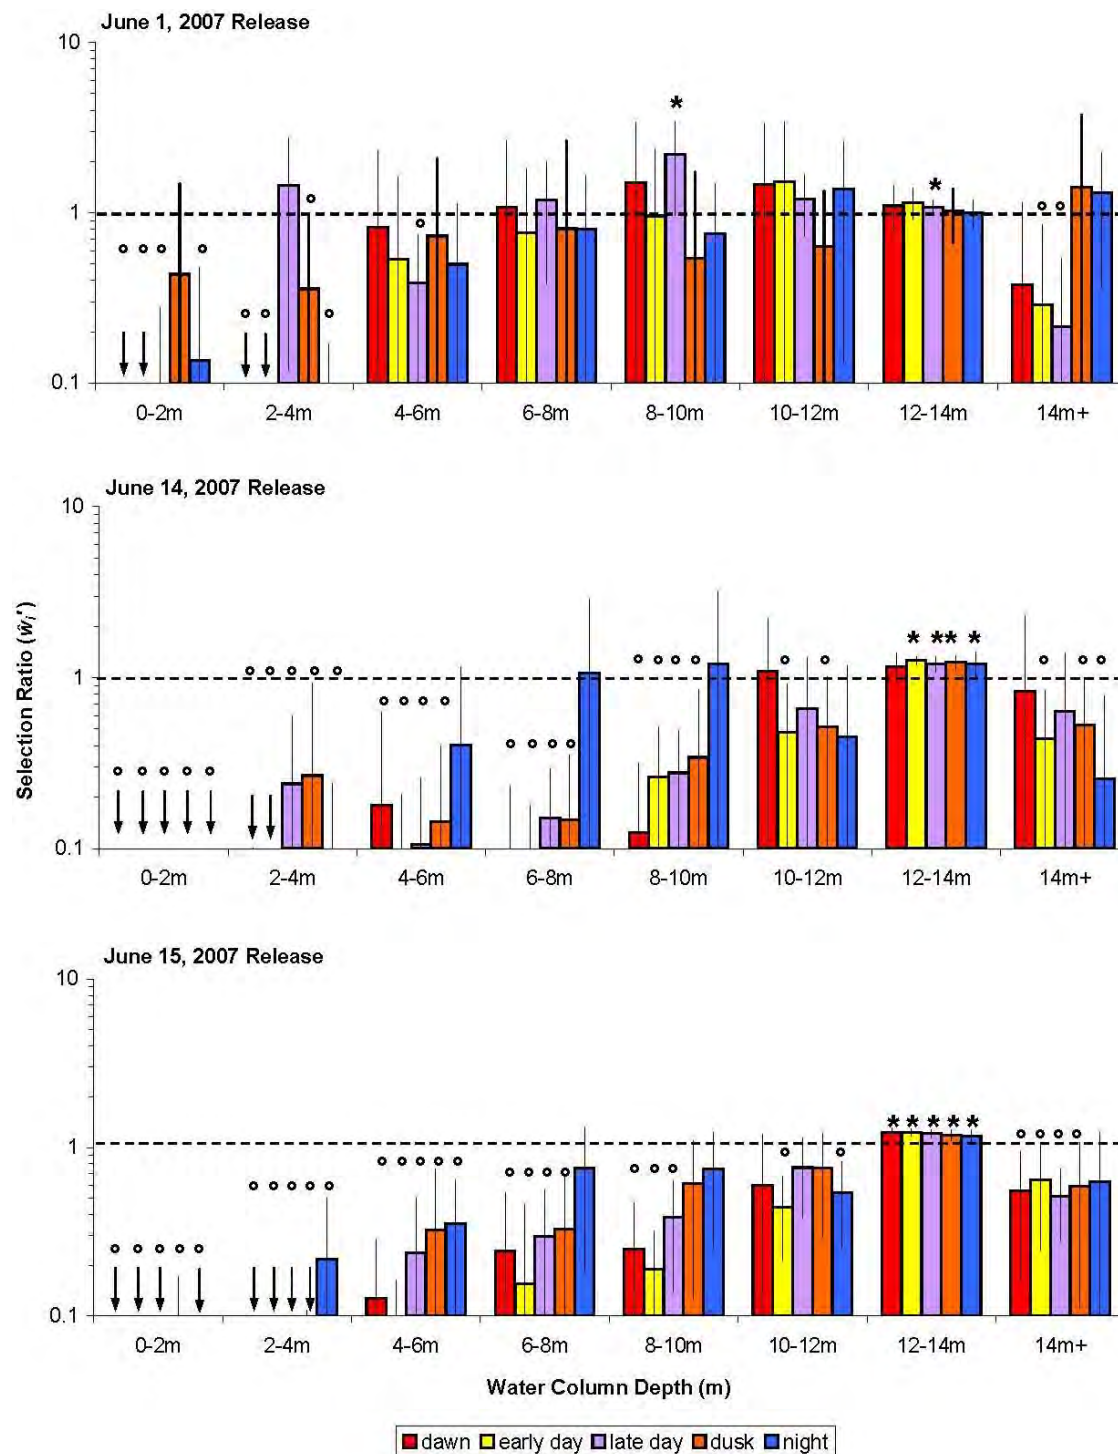 June 1, 2007 Release
10
1
0.1
* *
0-2m 2-4m 4-6m 6-8m 8-10m 10-12m 12-14m 14m+
June 14, 2007 Release
10
1
0.1
* * * *
0-2m 2-4m 4-6m 6-8m 8-10m 10-12m 12-14m 14m+
Selection Ratio (ŵi')
June 15, 2007 Release
10
1
0.1
* * * * *
0-2m 2-4m 4-6m 6-8m 8-10m 10-12m 12-14m 14m+
Water Column Depth (m)
dawn early day late day dusk night